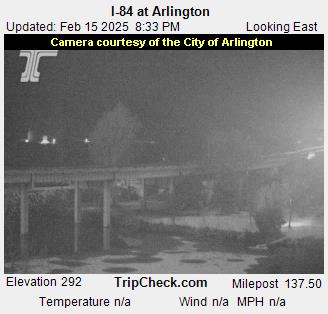 I-84 at Arlington
Updated: Feb 15 2025 8:33 PM Looking East
Camera courtesy of the City of Arlington
Elevation 292 TripCheck.com Milepost 137.50
Temperature n/a Wind n/a MPH n/a